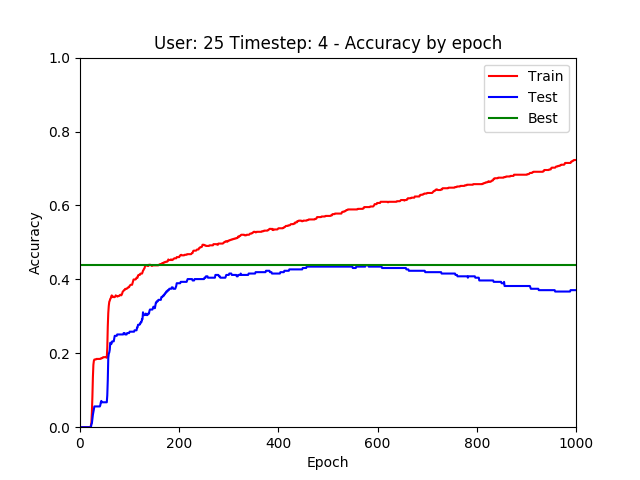 User: 25 Timestep: 4 - Accuracy by epoch
1.0
0.8
0.6
0.4
0.2
0.0
Accuracy
Train
Test
Best
0 200 400 600 800 1000
Epoch